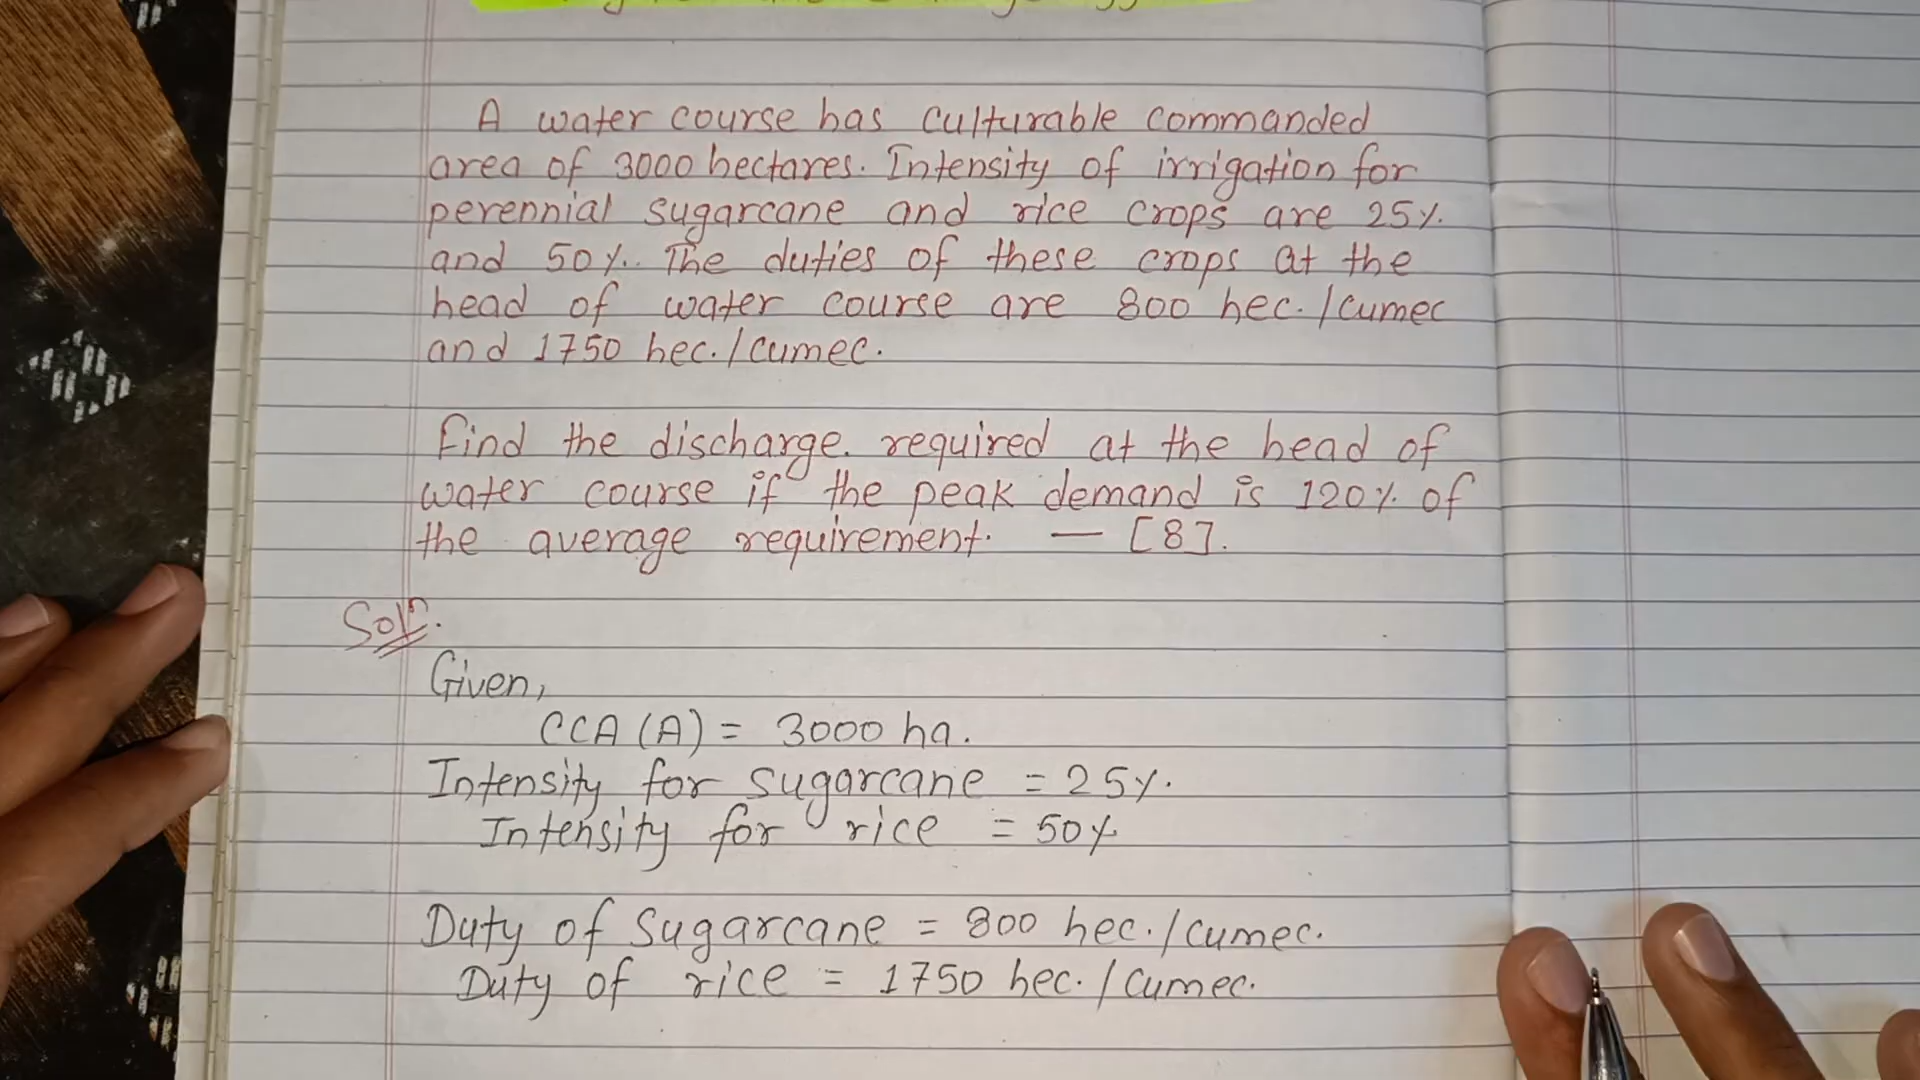 A water course has culturable commanded
area of 3000 hectares. Intensity of irrigation for
perennial sugarcane and rice crops are 25%
and 50%. The duties of these crops at the
head of water course are 800 hec./cumec
and 1750 hec./cumec.
Find the discharge. required at the head of
water course if the peak demand is 120% of
the average requirement. — [8].
Soln.
Given,
CCA (A) = 3000 ha.
Intensity for sugarcane = 25%.
Intensity for rice = 50%
Duty of Sugarcane = 800 hec./cumec.
Duty of rice = 1750 hec./cumec.